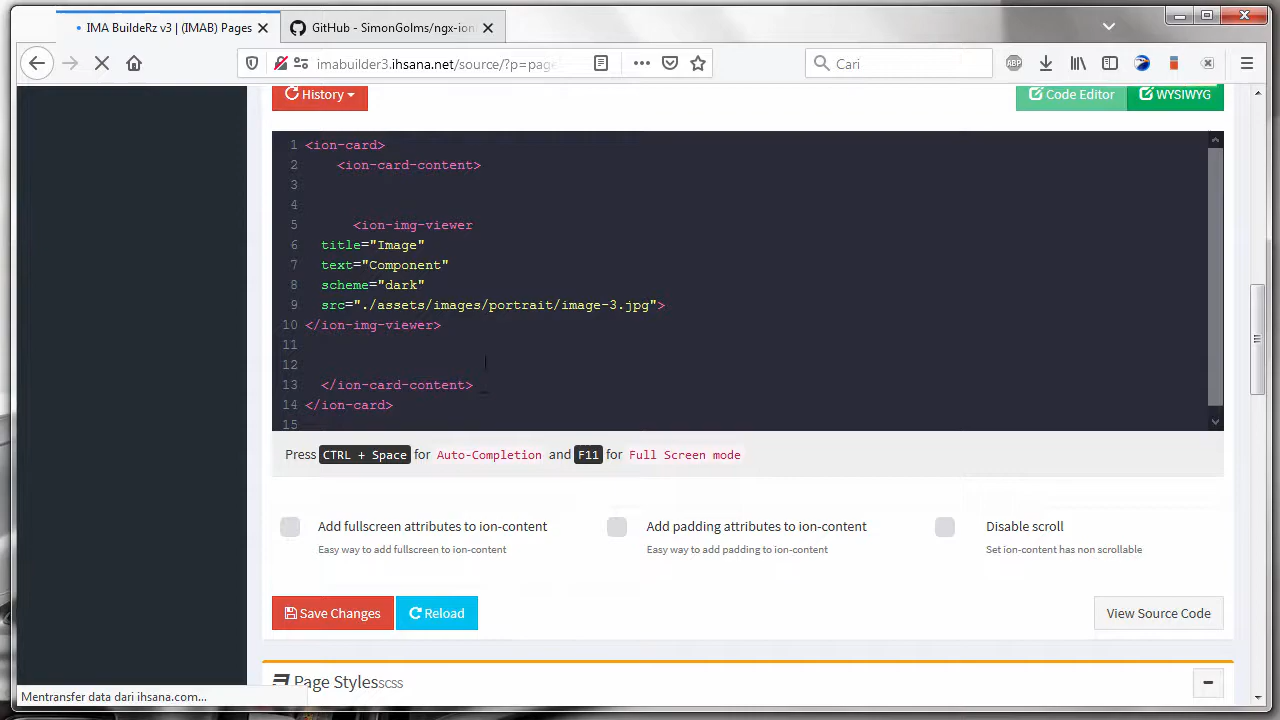 IMA BuildeRz v3 | (IMAB) Pages
GitHub - SimonGolms/ngx-ion
imabuilder3.ihsana.net/source/?p=page
Cari
ABP
History
Code Editor
WYSIWYG
1 <ion-card>
2 <ion-card-content>
3
4
5 <ion-img-viewer
6 title="Image"
7 text="Component"
8 scheme="dark"
9 src="./assets/images/portrait/image-3.jpg">
10 </ion-img-viewer>
11
12
13 </ion-card-content>
14 </ion-card>
15
Press CTRL + Space for Auto-Completion and F11 for Full Screen mode
Add fullscreen attributes to ion-content
Easy way to add fullscreen to ion-content
Add padding attributes to ion-content
Easy way to add padding to ion-content
Disable scroll
Set ion-content has non scrollable
Save Changes
Reload
View Source Code
Page Styles scss
Mentransfer data dari ihsana.com...